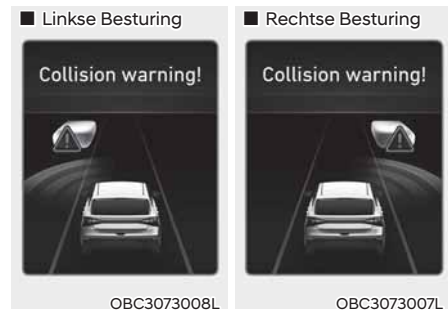 ■ Linkse Besturing
Collision warning!
OBC3073008L
■ Rechtse Besturing
Collision warning!
OBC3073007L